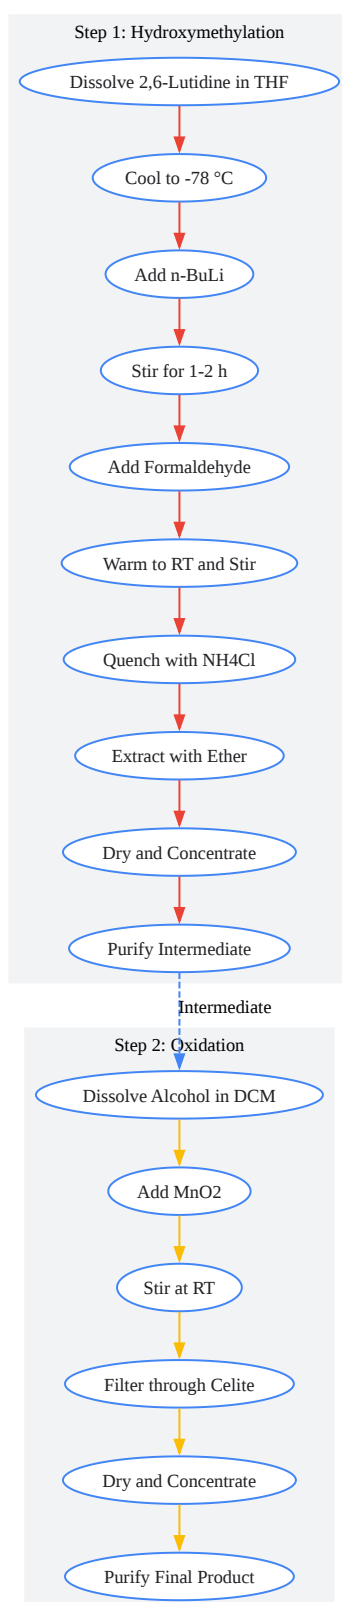 Step 1: Hydroxymethylation
Dissolve 2,6-Lutidine in THF
Cool to -78 °C
Add n-BuLi
Stir for 1-2 h
Add Formaldehyde
Warm to RT and Stir
Quench with NH4Cl
Extract with Ether
Dry and Concentrate
Purify Intermediate
Intermediate
Step 2: Oxidation
Dissolve Alcohol in DCM
Add MnO2
Stir at RT
Filter through Celite
Dry and Concentrate
Purify Final Product